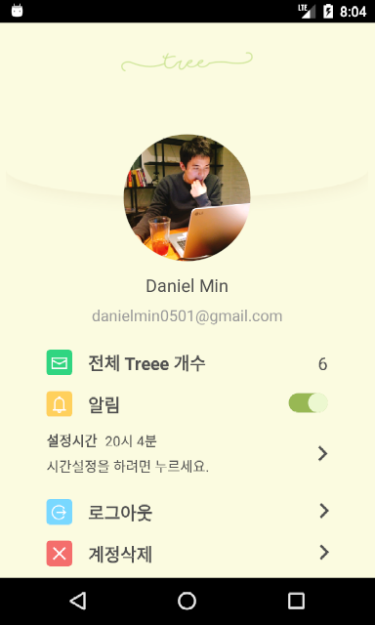 LTE 8:04
tree
Daniel Min
danielmin0501@gmail.com
전체 Treee 개수 6
알림
설정시간 20시 4분
시간설정을 하려면 누르세요.
로그아웃
계정삭제